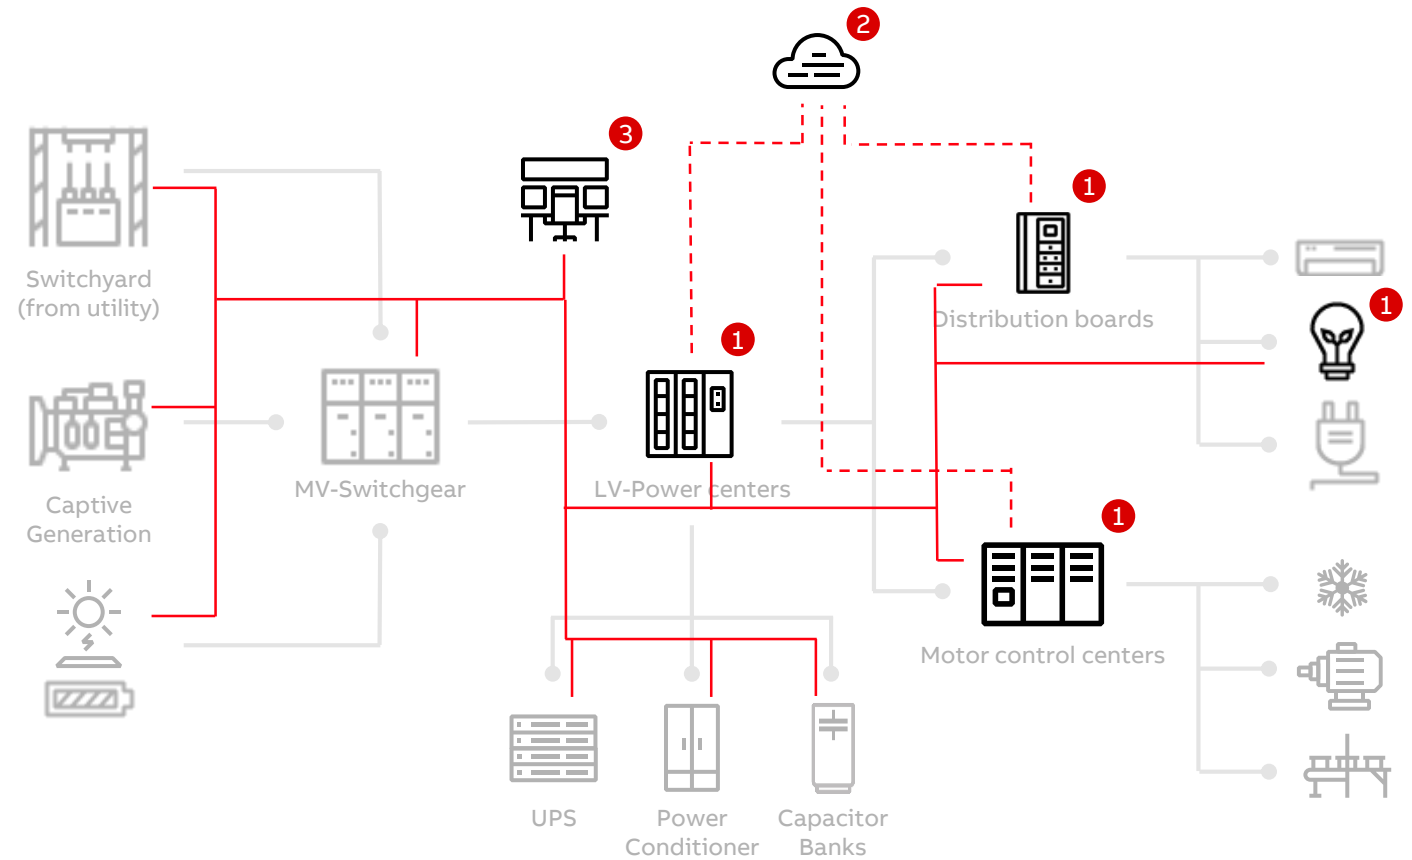 2
3
1
Switchyard
(from utility)
1
Distribution boards
1
MV-Switchgear
LV-Power centers
Captive
Generation
1
Motor control centers
UPS
Power
Conditioner
Capacitor
Banks